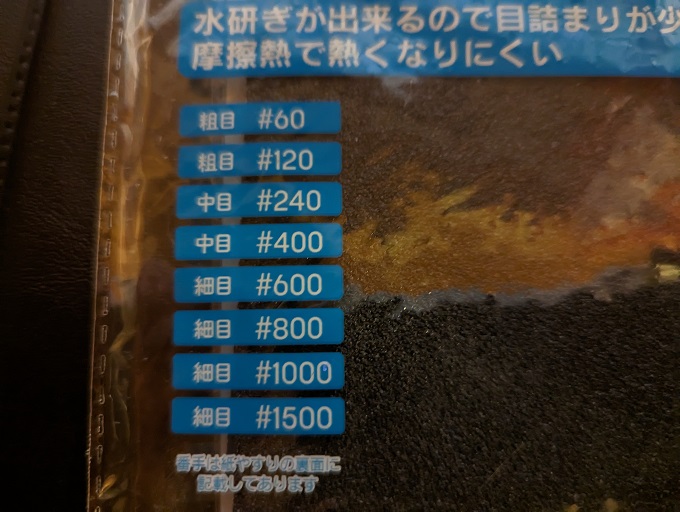 水研ぎが出来るので目詰まりが少
摩擦熱で熱くなりにくい
粗目 #60
粗目 #120
中目 #240
中目 #400
細目 #600
細目 #800
細目 #1000
細目 #1500
番手は紙やすりの裏面に
記載してあります